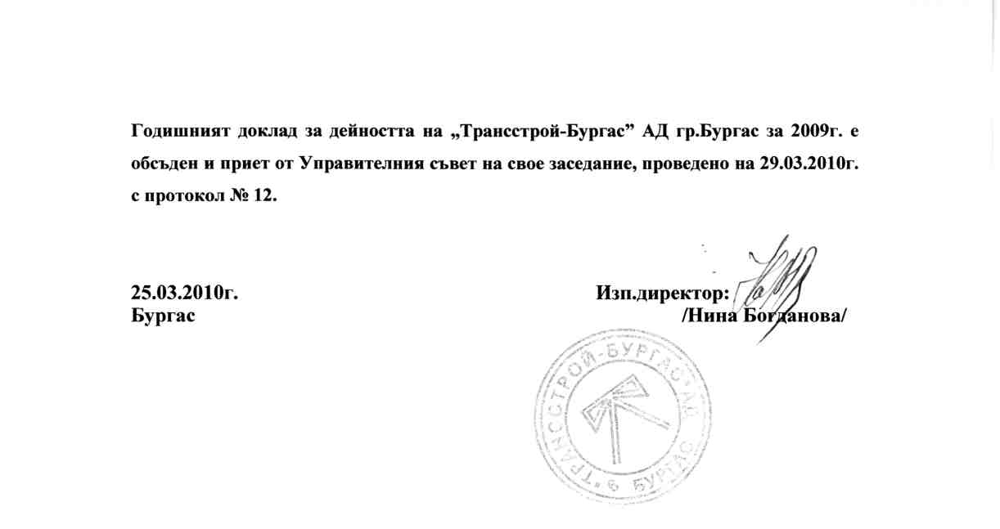 Годишният доклад за дейността на „Трансстрой-Бургас” АД гр.Бургас за 2009г. е
обсъден и приет от Управителния съвет на свое заседание, проведено на 29.03.2010г.
с протокол № 12.
25.03.2010г.
Изп.директор:
Бургас
/Нина Богданова/
"ТРАНССТРОЙ-БУРГАС" АД
БУРГАС